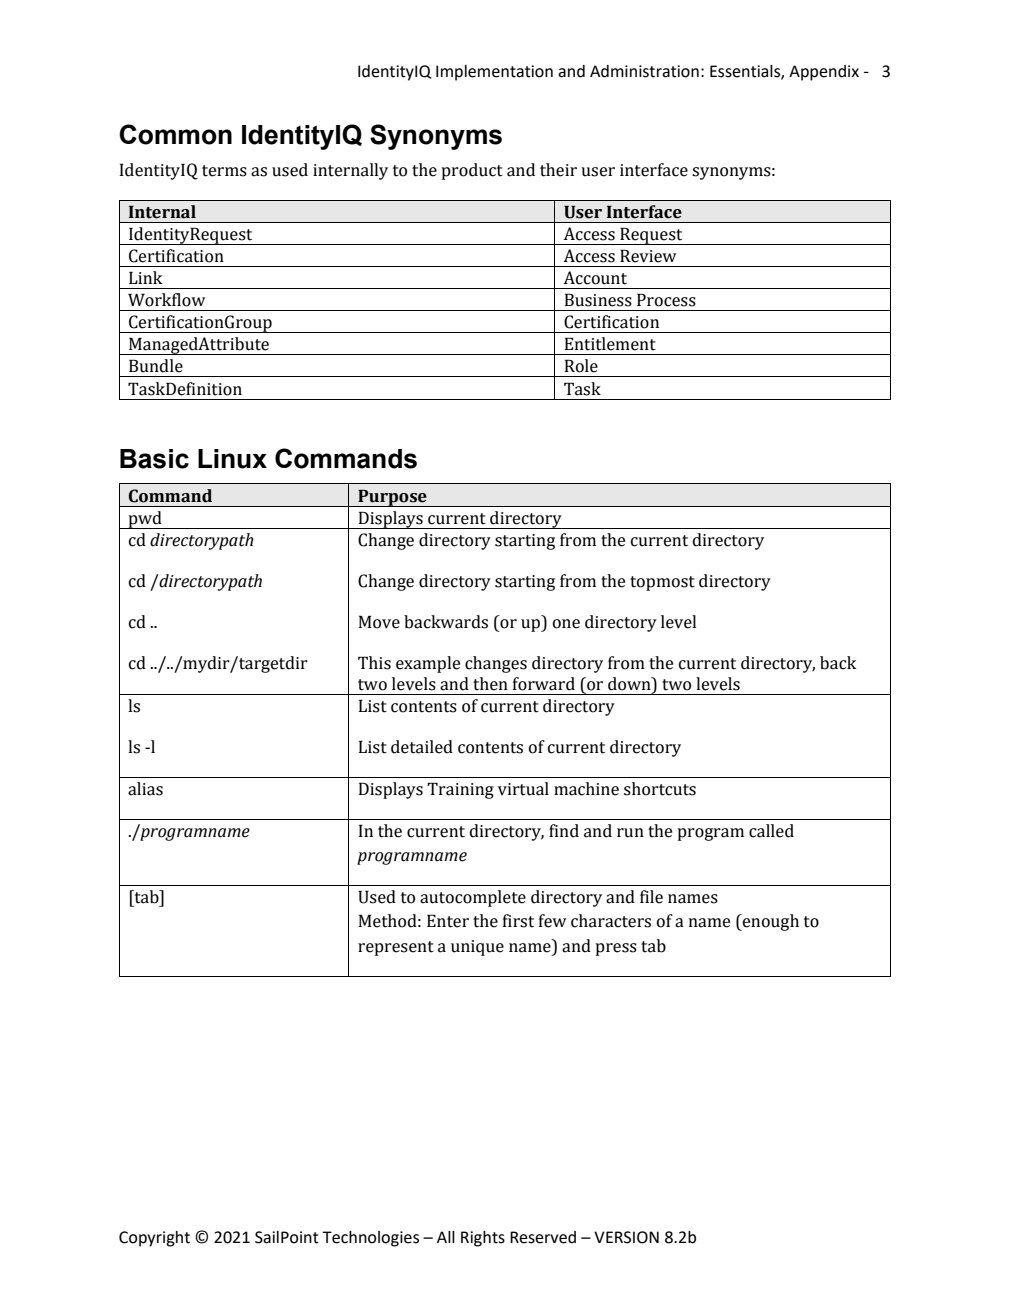 IdentityIQ Implementation and Administration: Essentials, Appendix - 3
Common IdentityIQ Synonyms
IdentityIQ terms as used internally to the product and their user interface synonyms:
Internal User Interface
IdentityRequest Access Request
Certification Access Review
Link Account
Workflow Business Process
CertificationGroup Certification
ManagedAttribute Entitlement
Bundle Role
TaskDefinition Task
Basic Linux Commands
Command Purpose
pwd Displays current directory
cd directorypath Change directory starting from the current directory
cd /directorypath Change directory starting from the topmost directory
cd .. Move backwards (or up) one directory level
cd ../../mydir/targetdir This example changes directory from the current directory, back
two levels and then forward (or down) two levels
ls List contents of current directory
ls -l List detailed contents of current directory
alias Displays Training virtual machine shortcuts
./programname In the current directory, find and run the program called
programname
[tab] Used to autocomplete directory and file names
Method: Enter the first few characters of a name (enough to
represent a unique name) and press tab
Copyright © 2021 SailPoint Technologies – All Rights Reserved – VERSION 8.2b